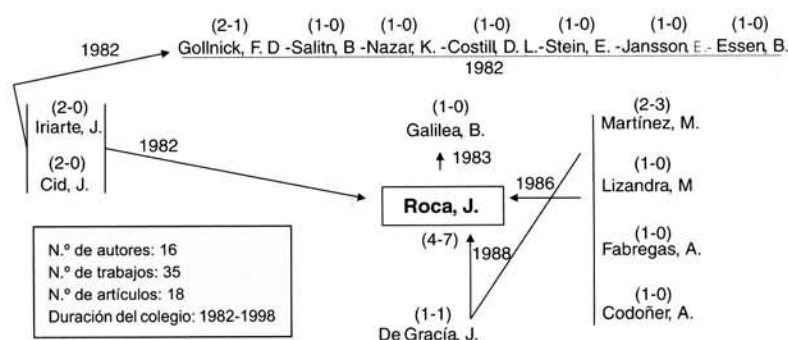 (2-1) (1-0) (1-0) (1-0) (1-0) (1-0) (1-0)
1982
Gollnick, F. D -Salitn, B -Nazar, K. -Costill, D. L.-Stein, E. -Jansson, E.- Essen, B.
1982
(2-0)
Iriarte, J.
(2-0)
Cid, J.
1982
(1-0)
Galilea, B.
1983
Roca, J.
(4-7)
1986
1988
(2-3)
Martínez, M.
(1-0)
Lizandra, M
(1-0)
Fabregas, A.
(1-0)
Codoñer, A.
(1-1)
De Gracía, J.
N.º de autores: 16
N.º de trabajos: 35
N.º de artículos: 18
Duración del colegio: 1982-1998